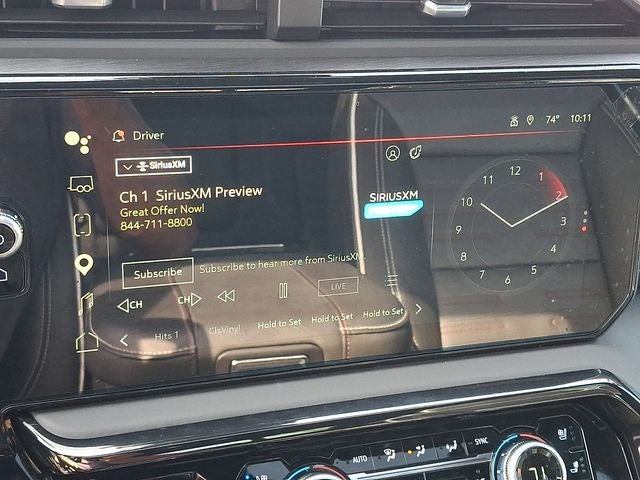 Driver
74° 10:11
SiriusXM
Ch 1 SiriusXM Preview
Great Offer Now!
844-711-8800
SIRIUSXM
Subscribe
Subscribe to hear more from SiriusXM.
CH
CH
LIVE
Hits 1
ClsVinyl
Hold to Set
Hold to Set
Hold to Set
12
1
2
3
4
5
6
7
8
9
10
11
AUTO
SYNC